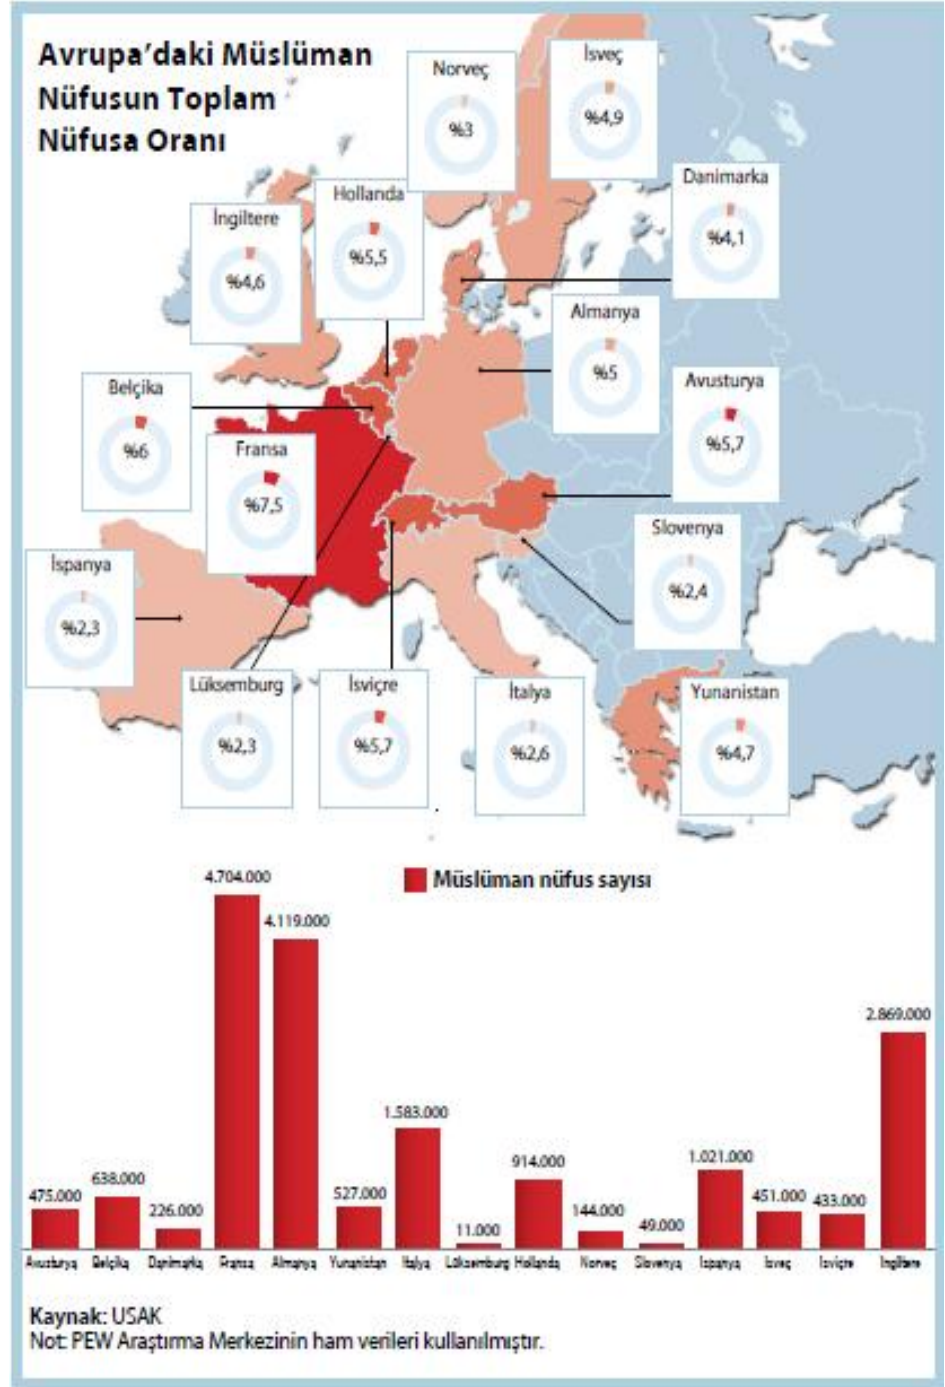 Avrupa'daki Müslüman
Nüfusun Toplam
Nüfusa Oranı
Norveç
%3
İsveç
%4,9
Danimarka
%4,1
Hollanda
%5,5
İngiltere
%4,6
Almanya
%5
Avusturya
%5,7
Belçika
%6
Fransa
%7,5
Slovenya
%2,4
İspanya
%2,3
Lüksemburg
%2,3
İsviçre
%5,7
İtalya
%2,6
Yunanistan
%4,7
Müslüman nüfus sayısı
475.000
638.000
226.000
4.704.000
4.119.000
527.000
1.583.000
11.000
914.000
144.000
49.000
1.021.000
451.000
433.000
2.869.000
Avusturya Belçika Danimarka Fransa Almanya Yunanistan İtalya Lüksemburg Hollanda Norveç Slovenya İspanya İsveç İsviçre İngiltere
Kaynak: USAK
Not: PEW Araştırma Merkezinin ham verileri kullanılmıştır.